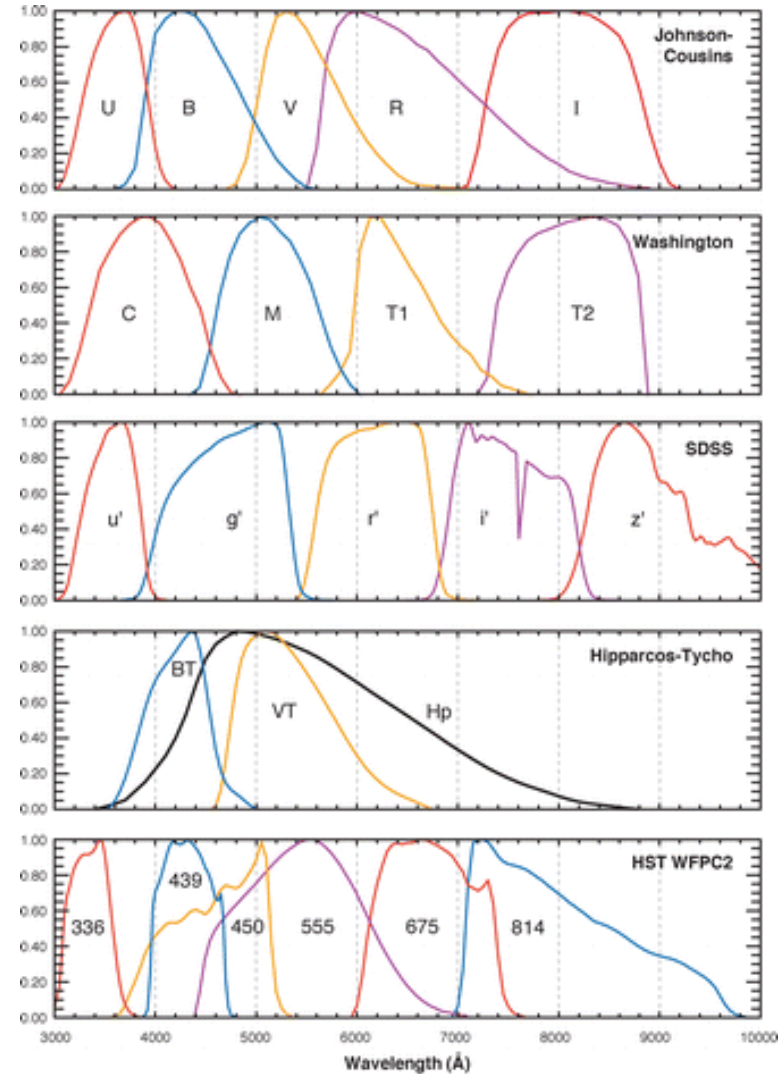 1.00
0.80
0.60
0.40
0.20
0.00
Johnson-
Cousins
U B V R I
1.00
0.80
0.60
0.40
0.20
0.00
Washington
C M T1 T2
1.00
0.80
0.60
0.40
0.20
0.00
SDSS
u' g' r' i' z'
1.00
0.80
0.60
0.40
0.20
0.00
Hipparcos-Tycho
BT VT Hp
1.00
0.80
0.60
0.40
0.20
0.00
HST WFPC2
336 439 450 555 675 814
3000 4000 5000 6000 7000 8000 9000 10000
Wavelength (Å)